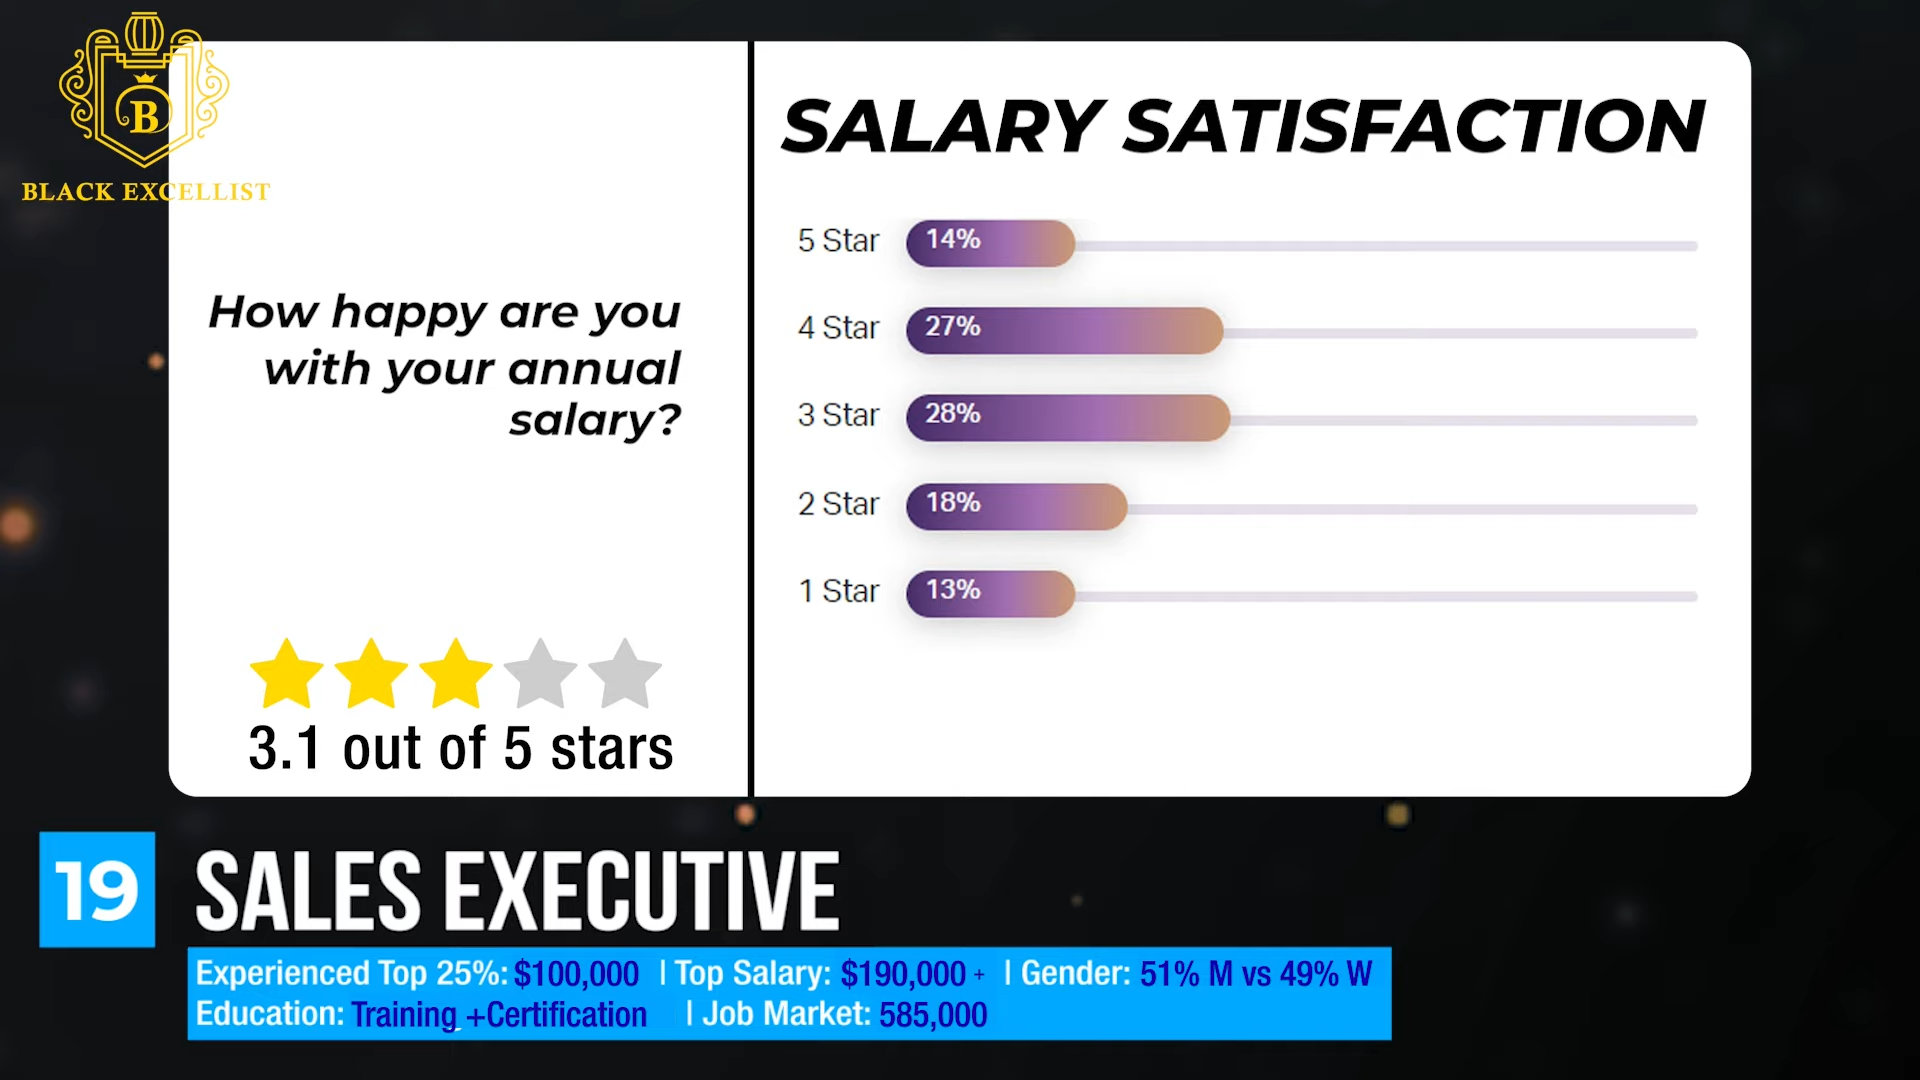 B
BLACK EXCELLIST
How happy are you
with your annual
salary?
3.1 out of 5 stars
SALARY SATISFACTION
5 Star 14%
4 Star 27%
3 Star 28%
2 Star 18%
1 Star 13%
19 SALES EXECUTIVE
Experienced Top 25%: $100,000 | Top Salary: $190,000 + | Gender: 51% M vs 49% W
Education: Training +Certification | Job Market: 585,000